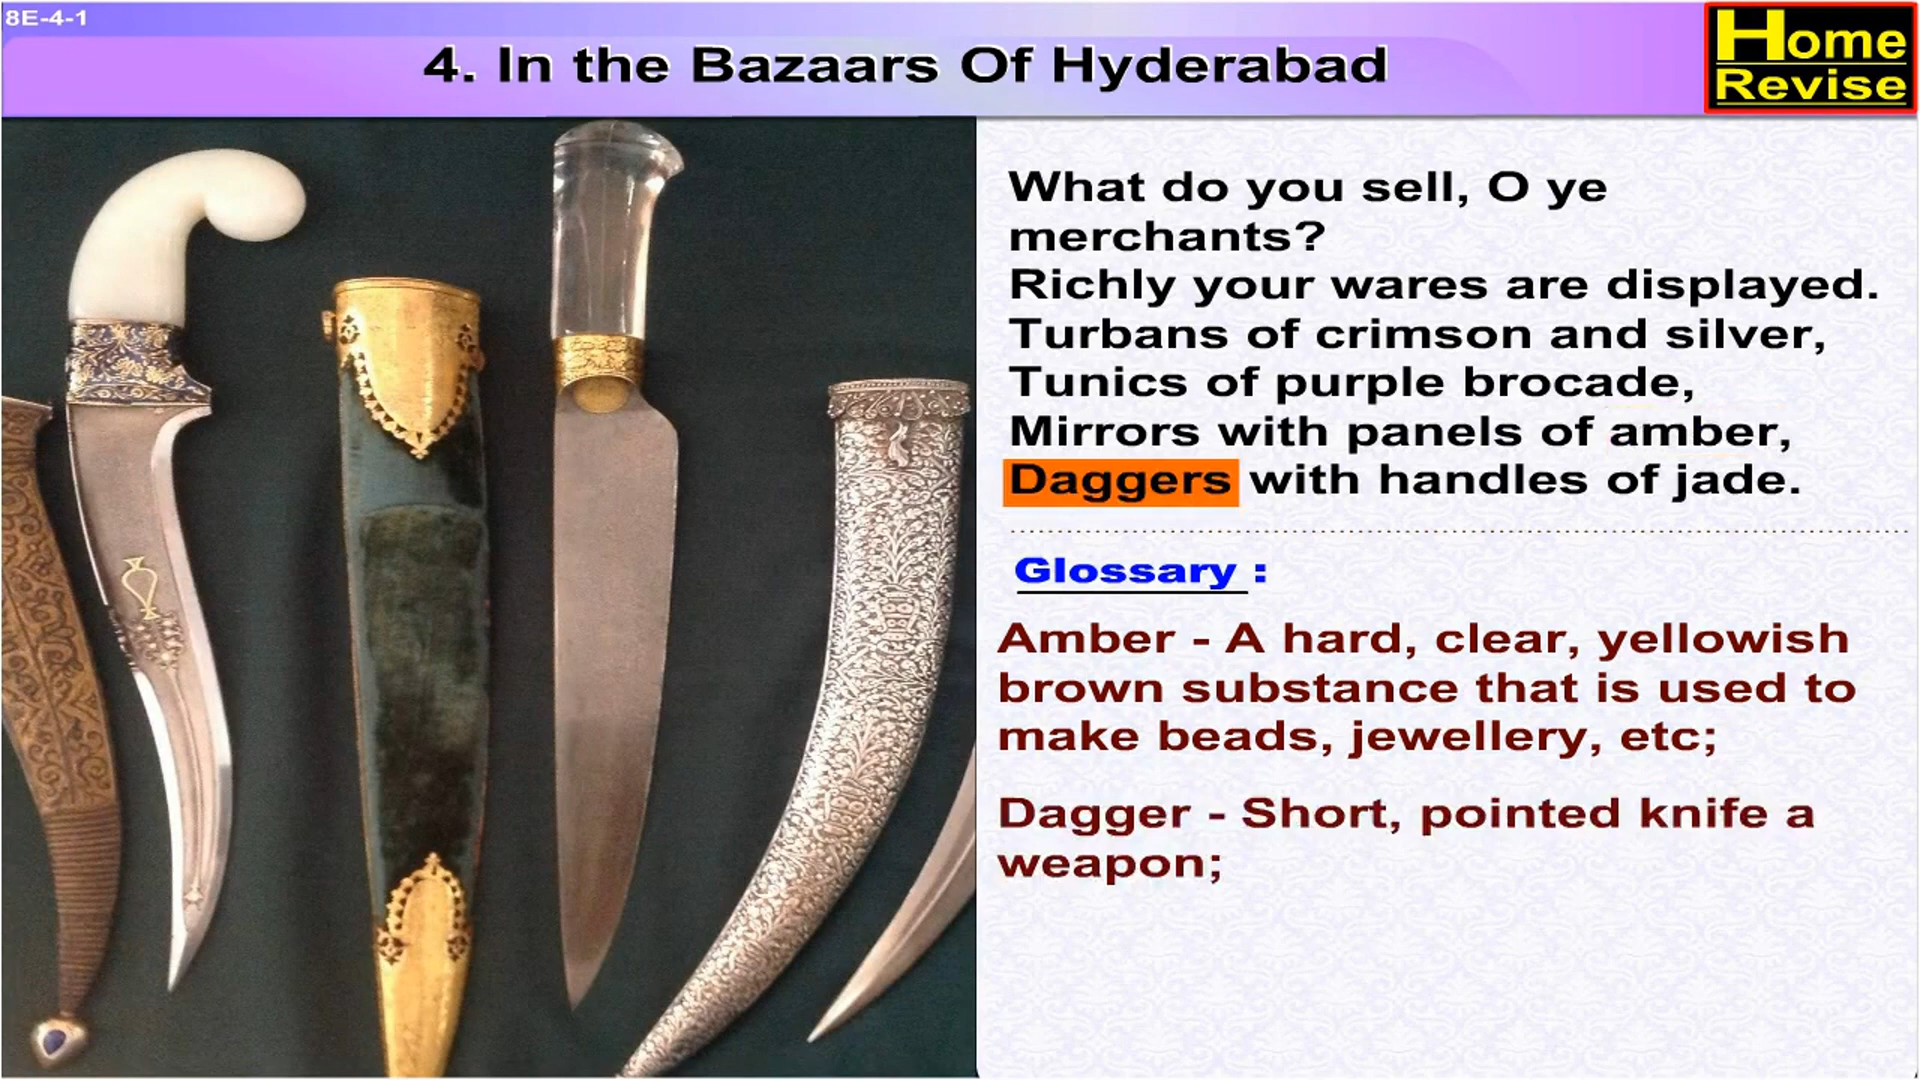 8E-4-1
4. In the Bazaars Of Hyderabad
Home
Revise
What do you sell, O ye
merchants?
Richly your wares are displayed.
Turbans of crimson and silver,
Tunics of purple brocade,
Mirrors with panels of amber,
Daggers with handles of jade.
Glossary :
Amber - A hard, clear, yellowish
brown substance that is used to
make beads, jewellery, etc;
Dagger - Short, pointed knife a
weapon;